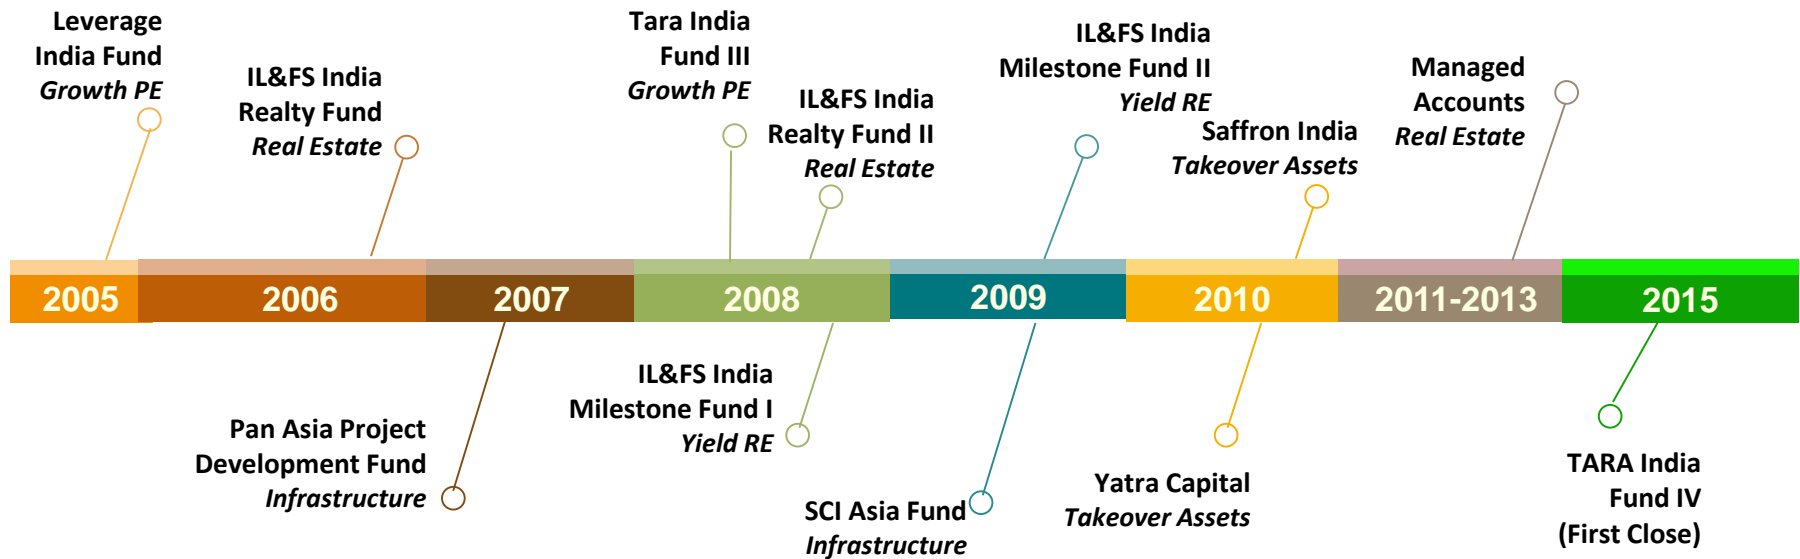 Leverage
India Fund
Growth PE
IL&FS India
Realty Fund
Real Estate
Tara India
Fund III
Growth PE
IL&FS India
Realty Fund II
Real Estate
IL&FS India
Milestone Fund II
Yield RE
Saffron India
Takeover Assets
Managed
Accounts
Real Estate
2005
2006
2007
2008
2009
2010
2011-2013
2015
Pan Asia Project
Development Fund
Infrastructure
IL&FS India
Milestone Fund I
Yield RE
SCI Asia Fund
Infrastructure
Yatra Capital
Takeover Assets
TARA India
Fund IV
(First Close)